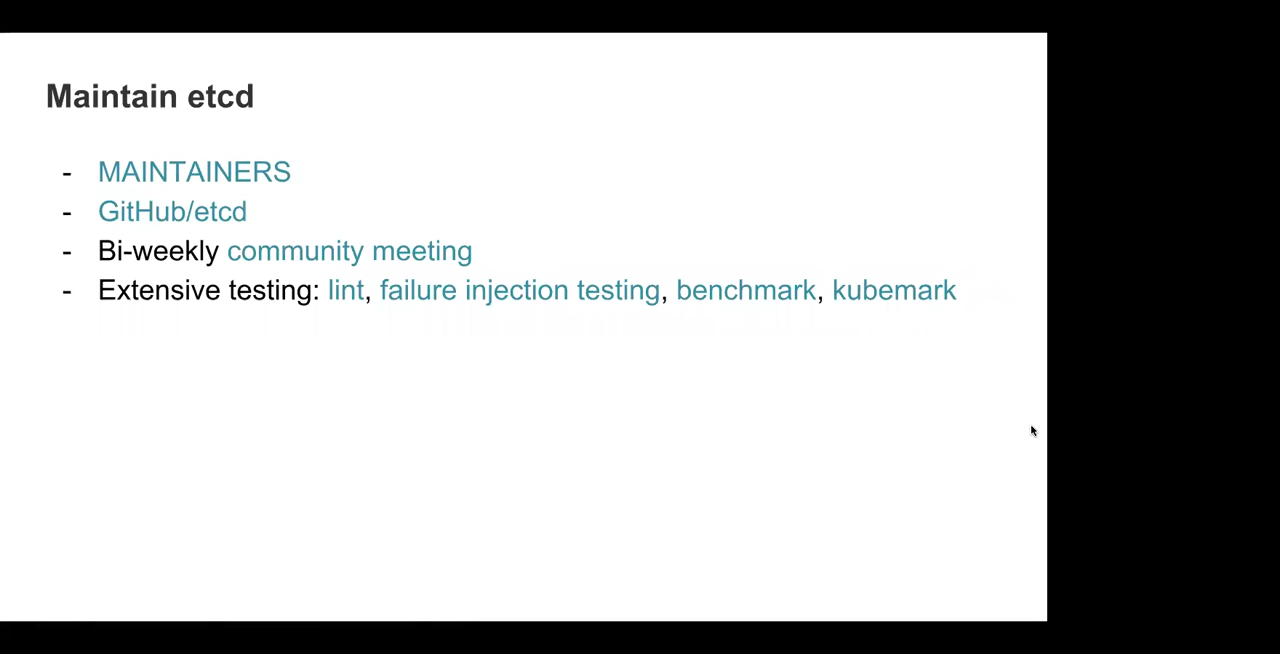 Maintain etcd
- MAINTAINERS
- GitHub/etcd
- Bi-weekly community meeting
- Extensive testing: lint, failure injection testing, benchmark, kubemark